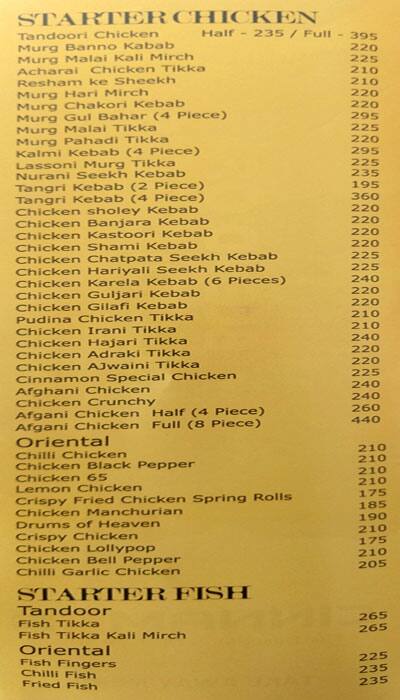 STARTER CHICKEN
Tandoori Chicken Half - 235 / Full - 395
Murg Banno Kabab 220
Murg Malai Kali Mirch 225
Acharai Chicken Tikka 210
Resham ke Sheekh 210
Murg Hari Mirch 220
Murg Chakori Kebab 220
Murg Gul Bahar (4 Piece) 295
Murg Malai Tikka 225
Murg Pahadi Tikka 220
Kalmi Kebab (4 Piece) 295
Lassoni Murg Tikka 225
Nurani Seekh Kebab 235
Tangri Kebab (2 Piece) 195
Tangri Kebab (4 Piece) 360
Chicken sholey Kebab 220
Chicken Banjara Kebab 220
Chicken Kastoori Kebab 220
Chicken Shami Kebab 220
Chicken Chatpata Seekh Kebab 225
Chicken Hariyali Seekh Kebab 225
Chicken Karela Kebab (6 Pieces) 240
Chicken Guljari Kebab 220
Chicken Gilafi Kebab 220
Pudina Chicken Tikka 210
Chicken Irani Tikka 210
Chicken Hajari Tikka 240
Chicken Adraki Tikka 220
Chicken AJwaini Tikka 220
Cinnamon Special Chicken 225
Afghani Chicken 240
Chicken Crunchy 240
Afgani Chicken Half (4 Piece) 260
Afgani Chicken Full (8 Piece) 440
Oriental
Chilli Chicken 210
Chicken Black Pepper 210
Chicken 65 210
Lemon Chicken 210
Crispy Fried Chicken Spring Rolls 175
Chicken Manchurian 185
Drums of Heaven 190
Crispy Chicken 210
Chicken Lollypop 175
Chicken Bell Pepper 210
Chilli Garlic Chicken 205
STARTER FISH
Tandoor
Fish Tikka 265
Fish Tikka Kali Mirch 265
Oriental
Fish Fingers 225
Chilli Fish 235
Fried Fish 235